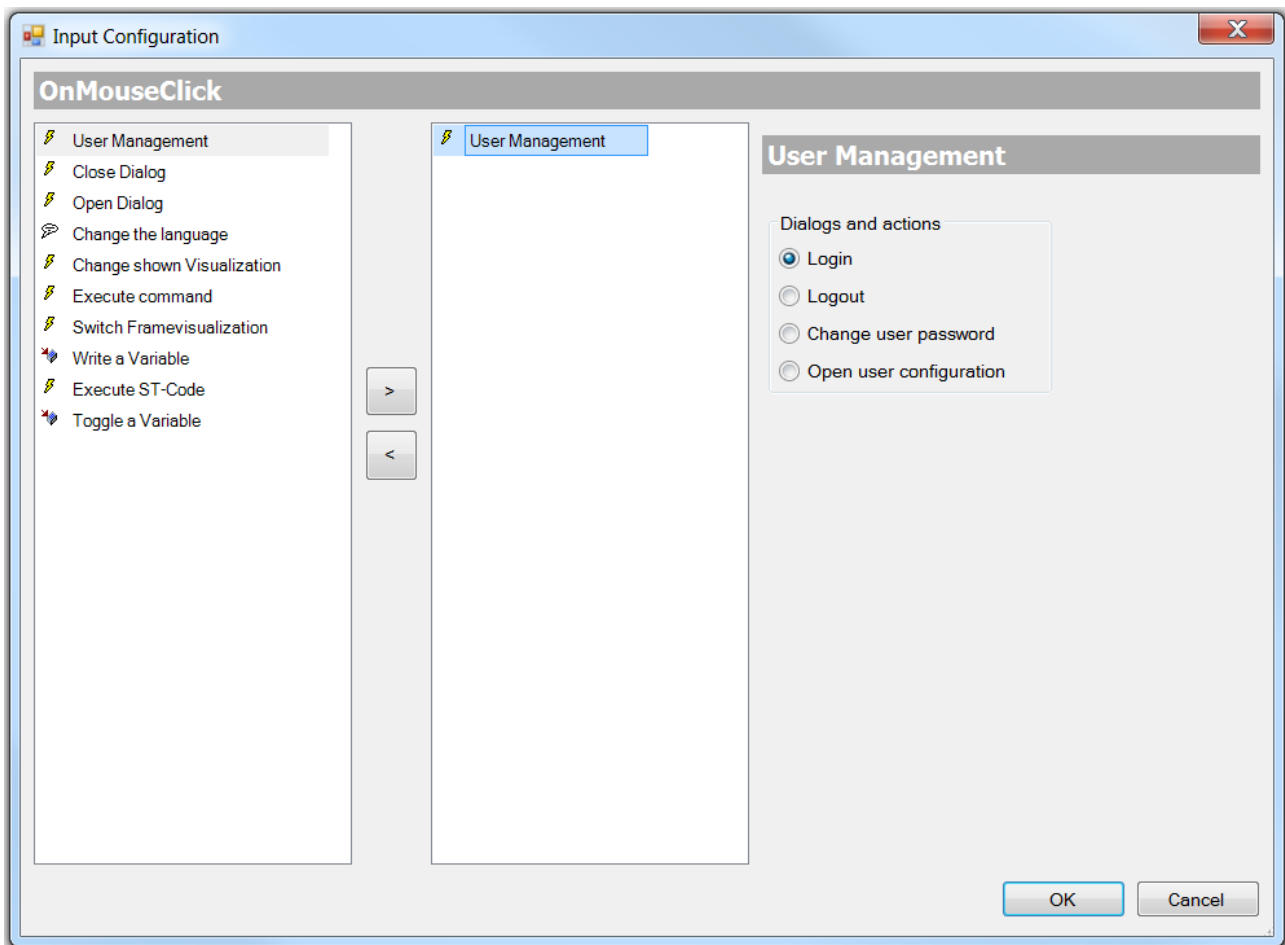 Input Configuration
X
OnMouseClick
User Management
Close Dialog
Open Dialog
Change the language
Change shown Visualization
Execute command
Switch Framevisualization
Write a Variable
Execute ST-Code
Toggle a Variable
>
<
User Management
User Management
Dialogs and actions
Login
Logout
Change user password
Open user configuration
OK
Cancel